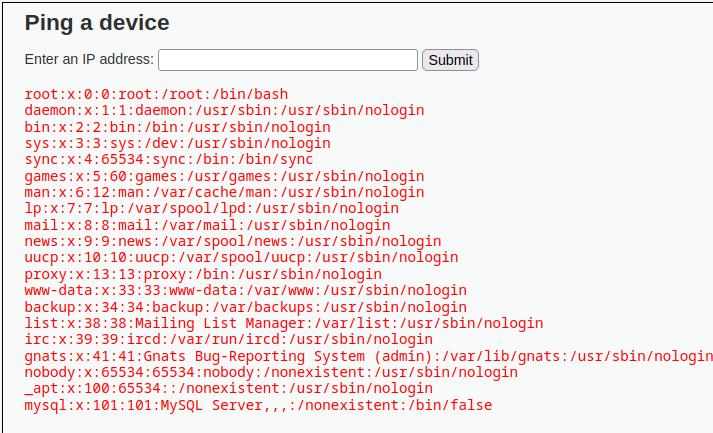 Ping a device
Enter an IP address: Submit
root:x:0:0:root:/root:/bin/bash
daemon:x:1:1:daemon:/usr/sbin:/usr/sbin/nologin
bin:x:2:2:bin:/bin:/usr/sbin/nologin
sys:x:3:3:sys:/dev:/usr/sbin/nologin
sync:x:4:65534:sync:/bin:/bin/sync
games:x:5:60:games:/usr/games:/usr/sbin/nologin
man:x:6:12:man:/var/cache/man:/usr/sbin/nologin
lp:x:7:7:lp:/var/spool/lpd:/usr/sbin/nologin
mail:x:8:8:mail:/var/mail:/usr/sbin/nologin
news:x:9:9:news:/var/spool/news:/usr/sbin/nologin
uucp:x:10:10:uucp:/var/spool/uucp:/usr/sbin/nologin
proxy:x:13:13:proxy:/bin:/usr/sbin/nologin
www-data:x:33:33:www-data:/var/www:/usr/sbin/nologin
backup:x:34:34:backup:/var/backups:/usr/sbin/nologin
list:x:38:38:Mailing List Manager:/var/list:/usr/sbin/nologin
irc:x:39:39:ircd:/var/run/ircd:/usr/sbin/nologin
gnats:x:41:41:Gnats Bug-Reporting System (admin):/var/lib/gnats:/usr/sbin/nologin
nobody:x:65534:65534:nobody:/nonexistent:/usr/sbin/nologin
_apt:x:100:65534::/nonexistent:/usr/sbin/nologin
mysql:x:101:101:MySQL Server,,,:/nonexistent:/bin/false